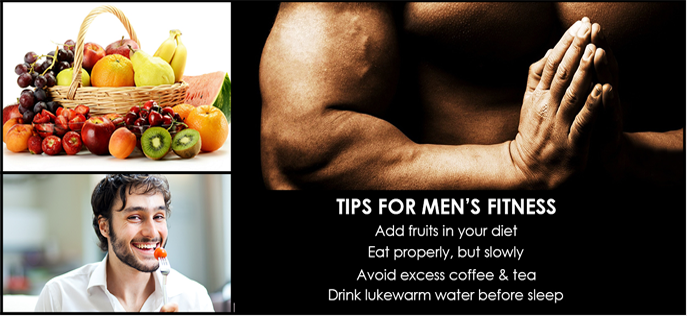 TIPS FOR MEN'S FITNESS
Add fruits in your diet
Eat properly, but slowly
Avoid excess coffee & tea
Drink lukewarm water before sleep